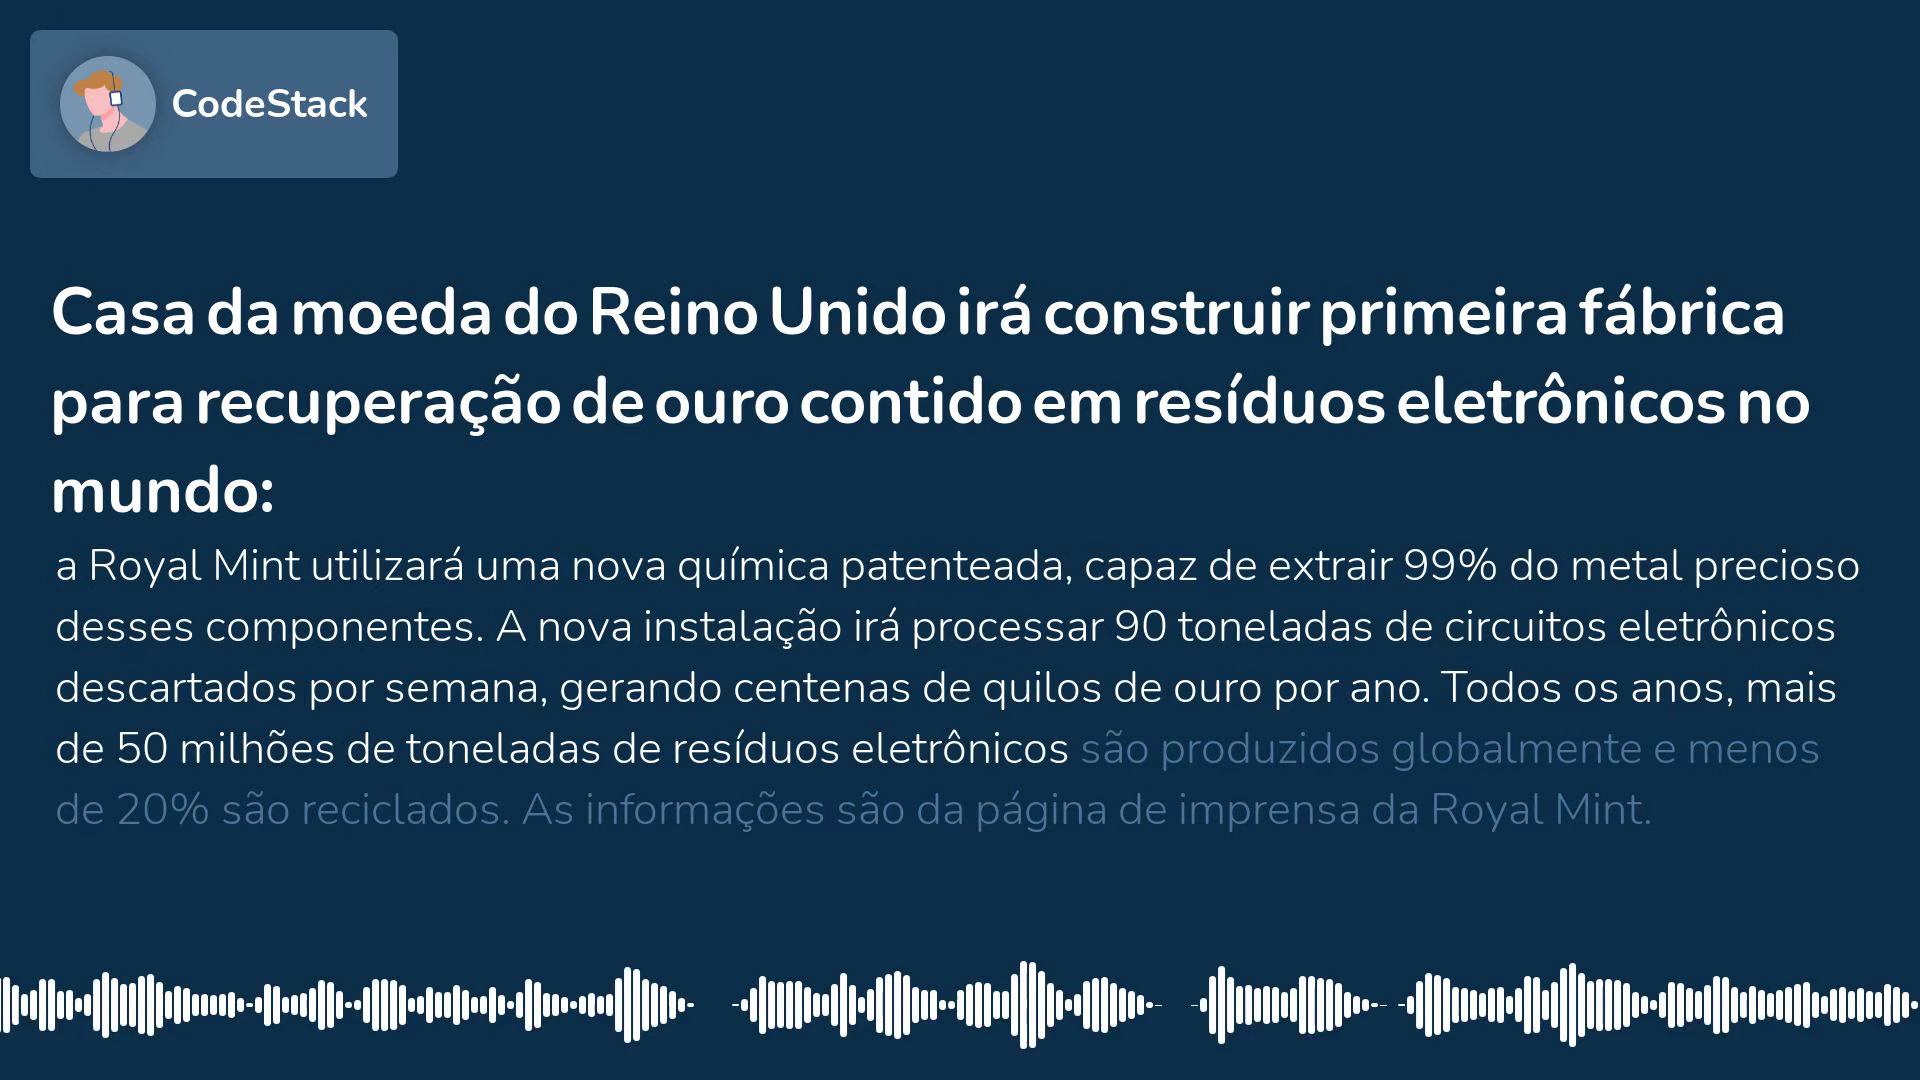 CodeStack
Casa da moeda do Reino Unido irá construir primeira fábrica
para recuperação de ouro contido em resíduos eletrônicos no
mundo:
a Royal Mint utilizará uma nova química patenteada, capaz de extrair 99% do metal precioso
desses componentes. A nova instalação irá processar 90 toneladas de circuitos eletrônicos
descartados por semana, gerando centenas de quilos de ouro por ano. Todos os anos, mais
de 50 milhões de toneladas de resíduos eletrônicos são produzidos globalmente e menos
de 20% são reciclados. As informações são da página de imprensa da Royal Mint.